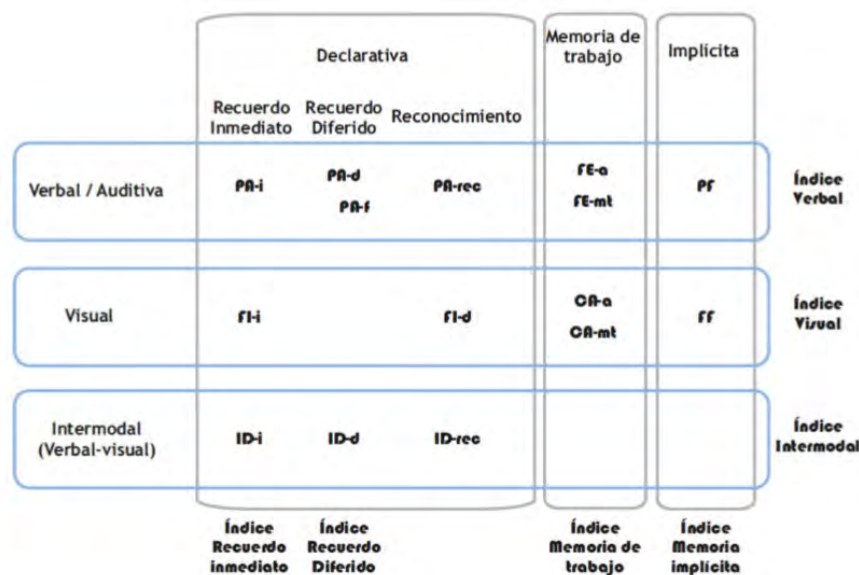 Declarativa
Memoria de
trabajo
Implícita
Recuerdo
Inmediato
Recuerdo
Diferido
Reconocimiento
Verbal / Auditiva
PA-i
PA-d
PA-f
PA-rec
FE-a
FE-mt
PF
Índice
Verbal
Visual
FI-i
FI-d
CA-a
CA-mt
FF
Índice
Visual
Intermodal
(Verbal-visual)
ID-i
ID-d
ID-rec
Índice
Intermodal
Índice
Recuerdo
inmediato
Índice
Recuerdo
Diferido
Índice
Memoria de
trabajo
Índice
Memoria
implícita